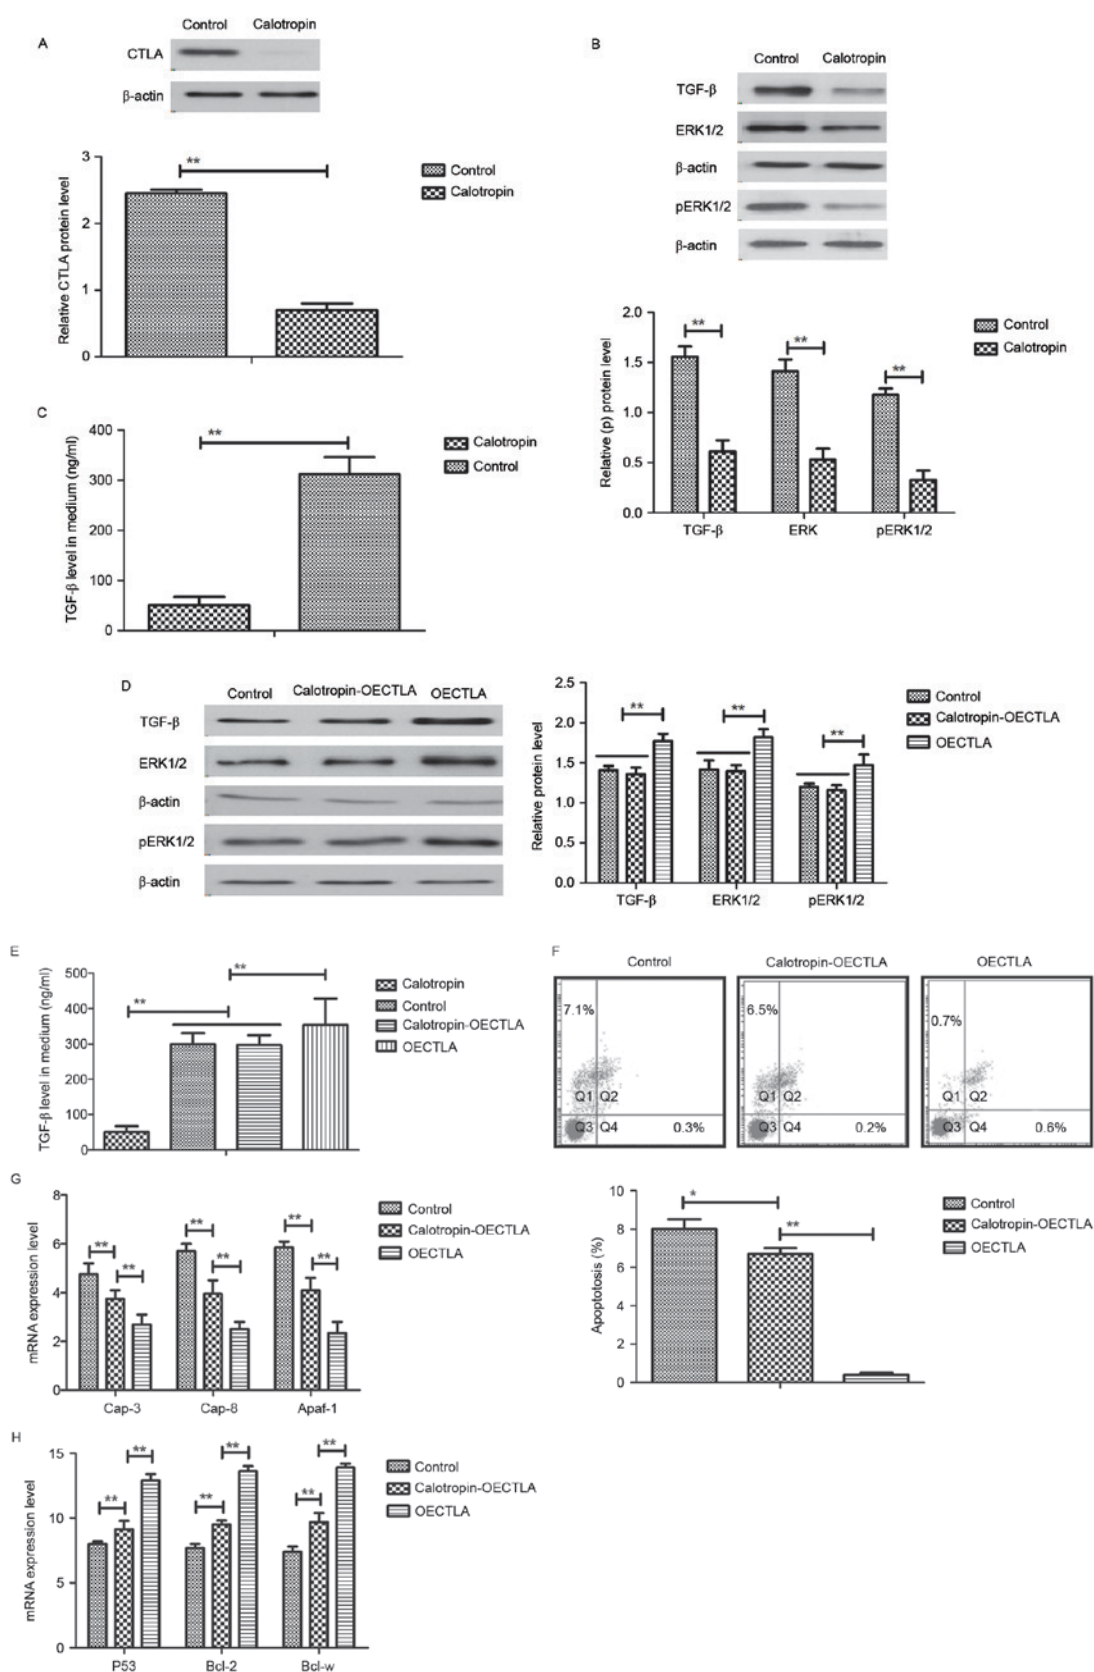 A
Control Calotropin
CTLA
β-actin
Relative CTLA protein level
3
2
1
0
**
Control
Calotropin
B
Control Calotropin
TGF-β
ERK1/2
β-actin
pERK1/2
β-actin
Relative (p) protein level
2.0
1.5
1.0
0.5
0.0
** ** **
TGF-β ERK pERK1/2
Control
Calotropin
C
TGF-β level in medium (ng/ml)
400
300
200
100
0
**
Calotropin
Control
D
Control Calotropin-OECTLA OECTLA
TGF-β
ERK1/2
β-actin
pERK1/2
β-actin
Relative protein level
2.5
2.0
1.5
1.0
0.5
0.0
** ** **
TGF-β ERK1/2 pERK1/2
Control
Calotropin-OECTLA
OECTLA
E
TGF-β level in medium (ng/ml)
500
400
300
200
100
0
** **
Calotropin
Control
Calotropin-OECTLA
OECTLA
F
Control Calotropin-OECTLA OECTLA
7.1% 6.5% 0.7%
Q1 Q2 Q1 Q2 Q1 Q2
Q3 Q4 0.3% Q3 Q4 0.2% Q3 Q4 0.6%
Apoptotosis (%)
10
8
6
4
2
0
* **
Control
Calotropin-OECTLA
OECTLA
G
mRNA expression level
8
6
4
2
0
** ** **
** ** **
Cap-3 Cap-8 Apaf-1
Control
Calotropin-OECTLA
OECTLA
H
mRNA expression level
15
10
5
0
** ** **
** ** **
P53 Bcl-2 Bcl-w
Control
Calotropin-OECTLA
OECTLA